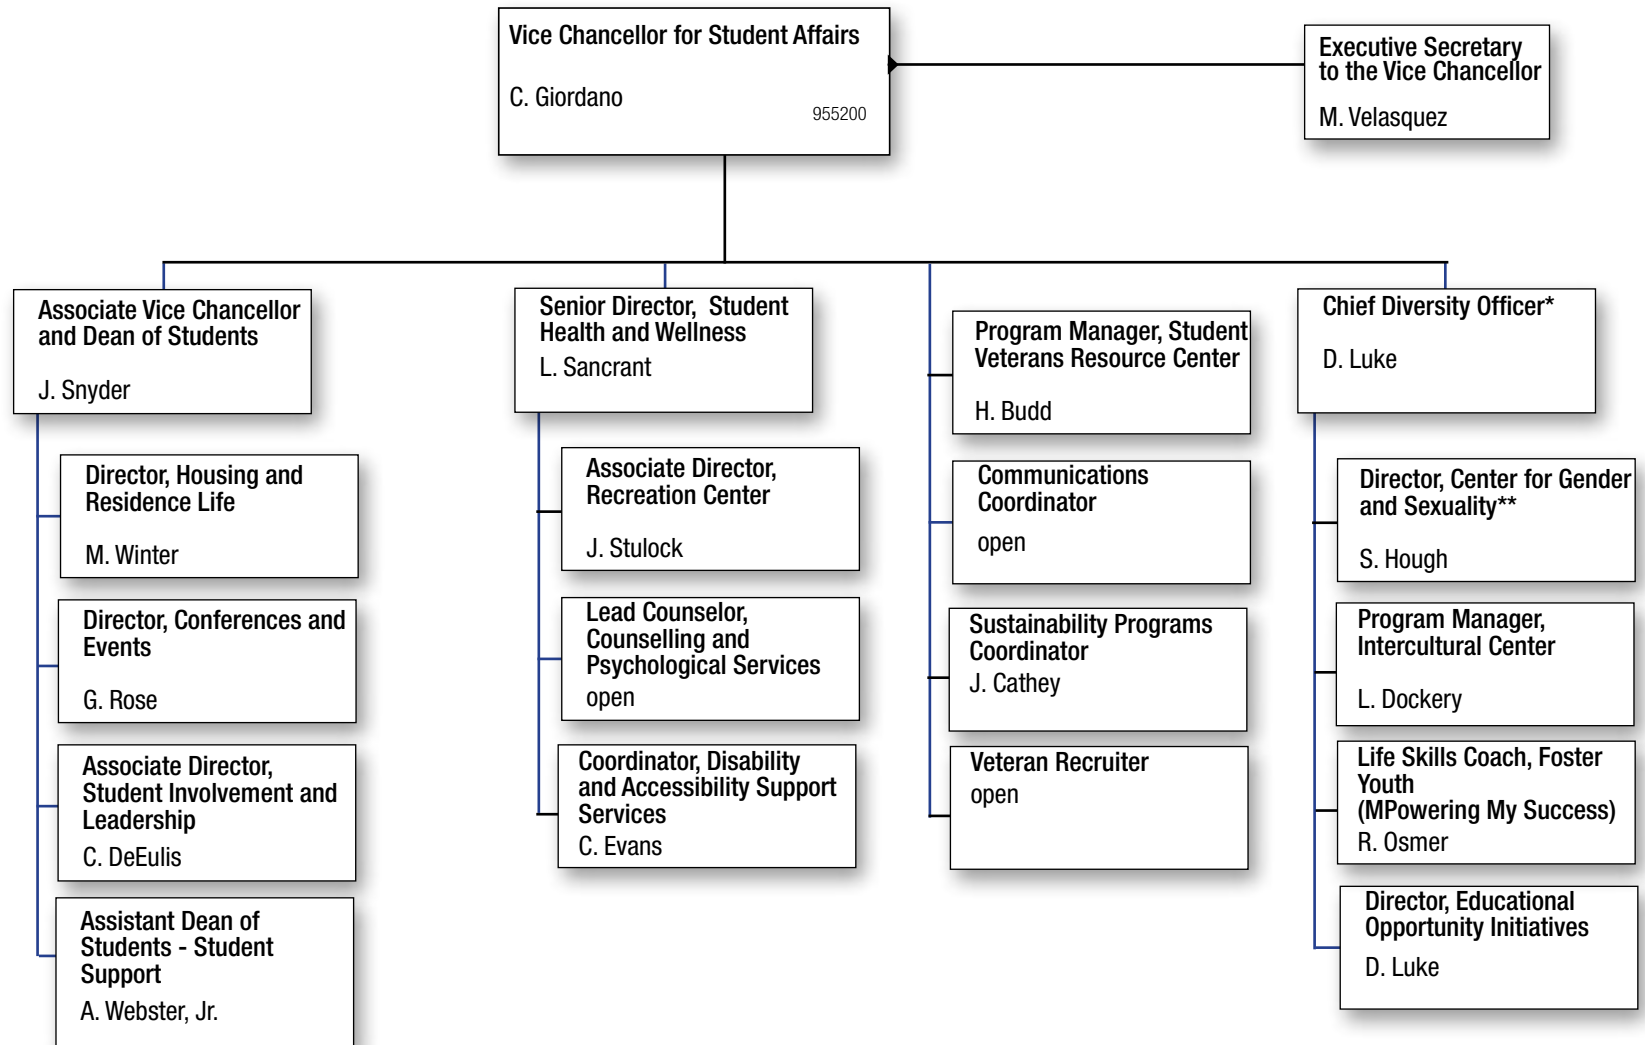 Vice Chancellor for Student Affairs
C. Giordano
955200
Executive Secretary
to the Vice Chancellor
M. Velasquez
Associate Vice Chancellor
and Dean of Students
J. Snyder
Director, Housing and
Residence Life
M. Winter
Director, Conferences and
Events
G. Rose
Associate Director,
Student Involvement and
Leadership
C. DeEulis
Assistant Dean of
Students - Student
Support
A. Webster, Jr.
Senior Director, Student
Health and Wellness
L. Sancrant
Associate Director,
Recreation Center
J. Stulock
Lead Counselor,
Counselling and
Psychological Services
open
Coordinator, Disability
and Accessibility Support
Services
C. Evans
Program Manager, Student
Veterans Resource Center
H. Budd
Communications
Coordinator
open
Sustainability Programs
Coordinator
J. Cathey
Veteran Recruiter
open
Chief Diversity Officer*
D. Luke
Director, Center for Gender
and Sexuality**
S. Hough
Program Manager,
Intercultural Center
L. Dockery
Life Skills Coach, Foster
Youth
(MPowering My Success)
R. Osmer
Director, Educational
Opportunity Initiatives
D. Luke